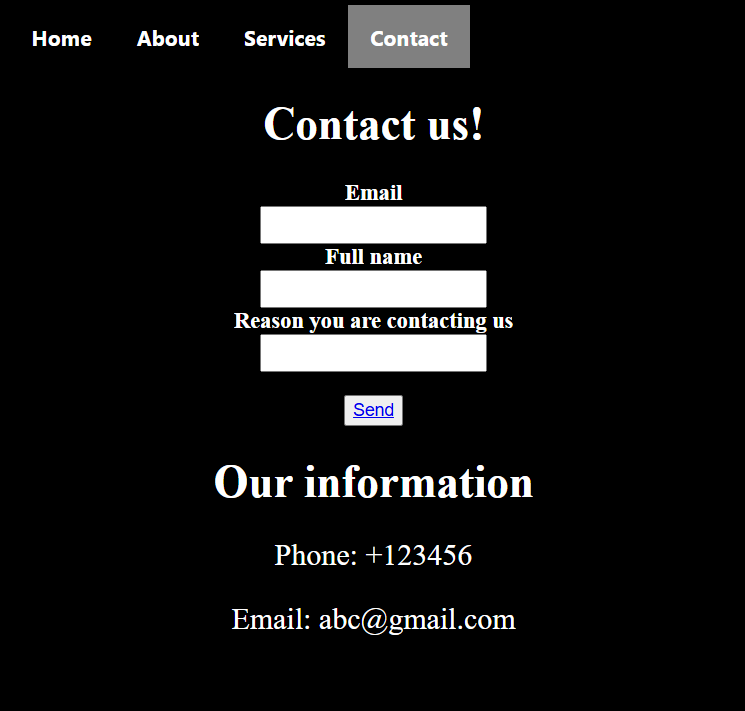 Home About Services Contact
Contact us!
Email
Full name
Reason you are contacting us
Send
Our information
Phone: +123456
Email: abc@gmail.com